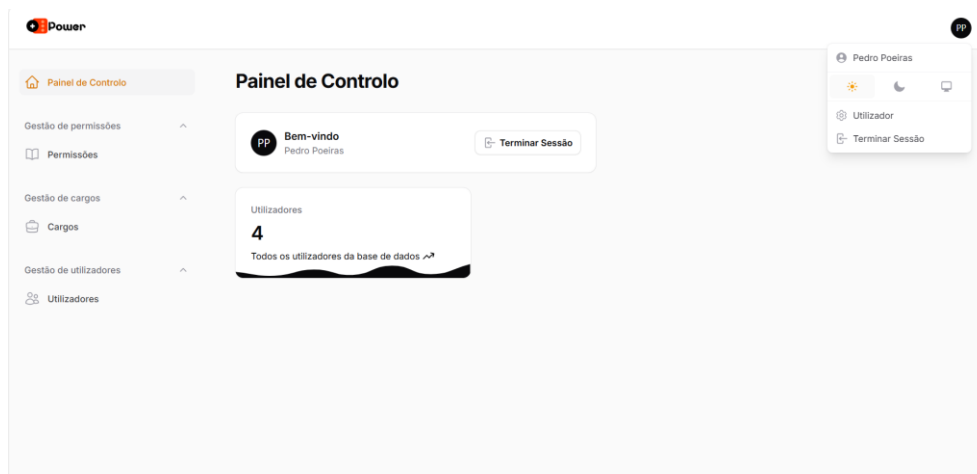 Power
PP
Pedro Poeiras
Utilizador
Terminar Sessão
Painel de Controlo
Gestão de permissões
Permissões
Gestão de cargos
Cargos
Gestão de utilizadores
Utilizadores
Painel de Controlo
PP
Bem-vindo
Pedro Poeiras
Terminar Sessão
Utilizadores
4
Todos os utilizadores da base de dados